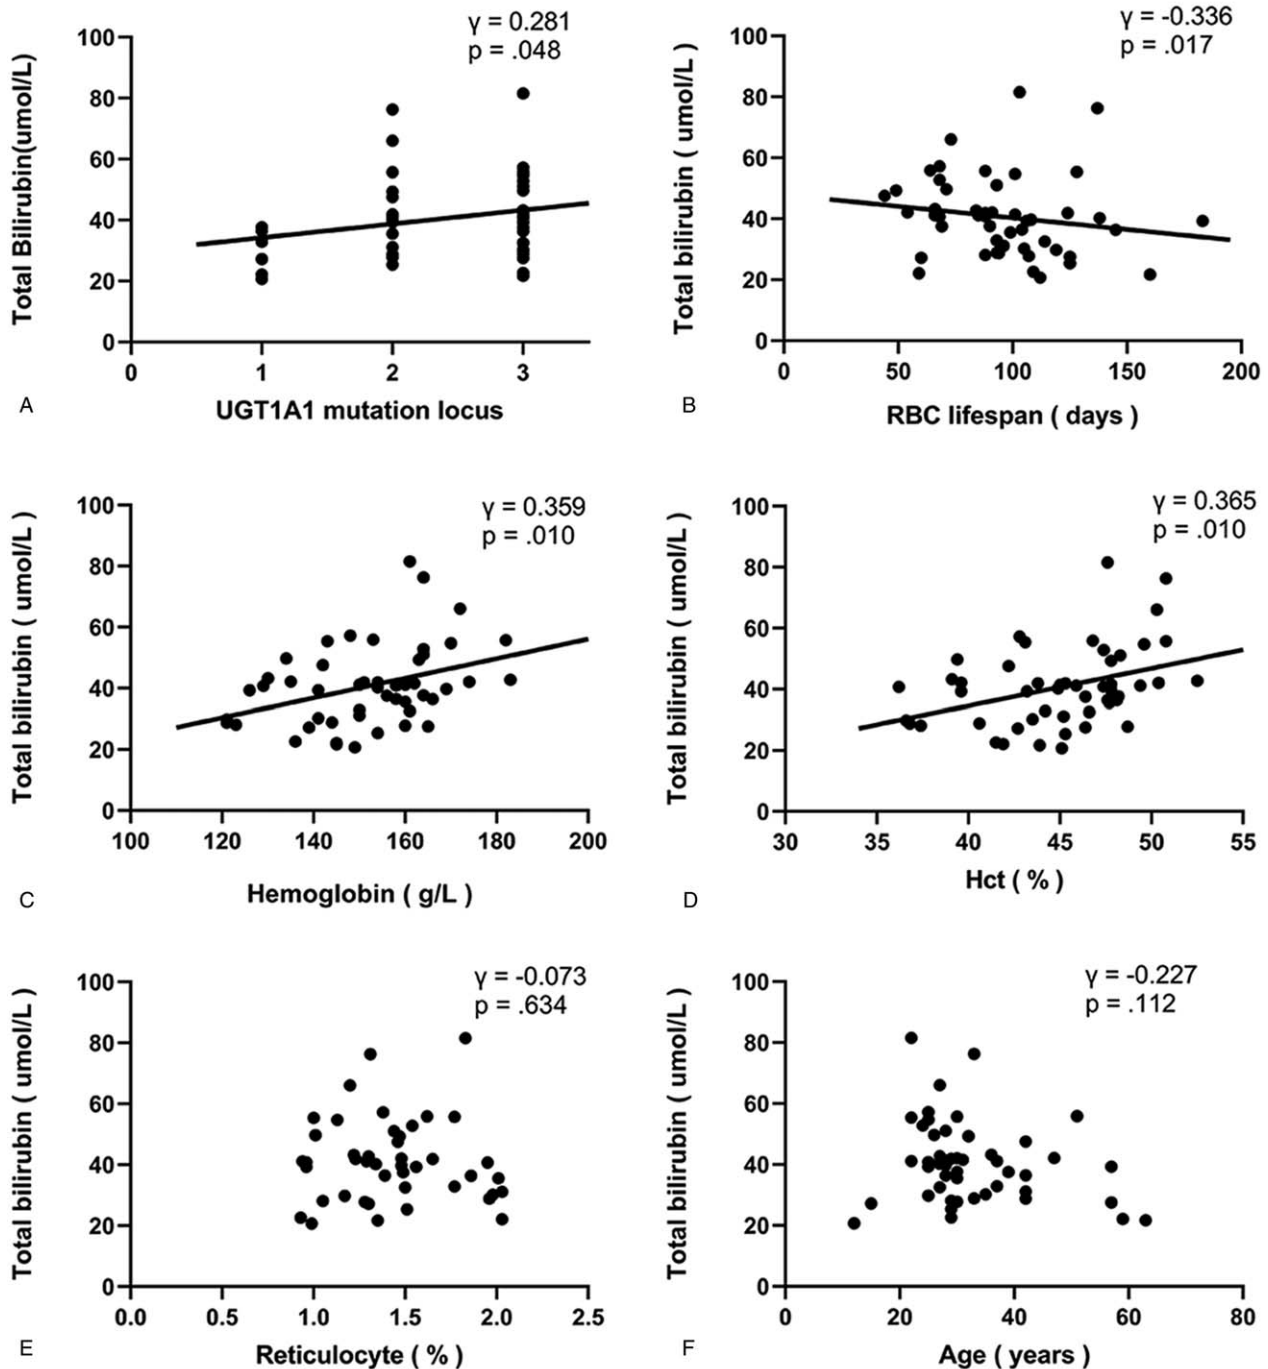 γ = 0.281
p = .048
Total Bilirubin(umol/L)
100
80
60
40
20
0
0 1 2 3
UGT1A1 mutation locus
A
γ = -0.336
p = .017
Total bilirubin ( umol/L )
100
80
60
40
20
0
0 50 100 150 200
RBC lifespan ( days )
B
γ = 0.359
p = .010
Total bilirubin ( umol/L )
100
80
60
40
20
0
100 120 140 160 180 200
Hemoglobin ( g/L )
C
γ = 0.365
p = .010
Total bilirubin ( umol/L )
100
80
60
40
20
0
30 35 40 45 50 55
Hct ( % )
D
γ = -0.073
p = .634
Total bilirubin ( umol/L )
100
80
60
40
20
0
0.0 0.5 1.0 1.5 2.0 2.5
Reticulocyte ( % )
E
γ = -0.227
p = .112
Total bilirubin ( umol/L )
100
80
60
40
20
0
0 20 40 60 80
Age ( years )
F